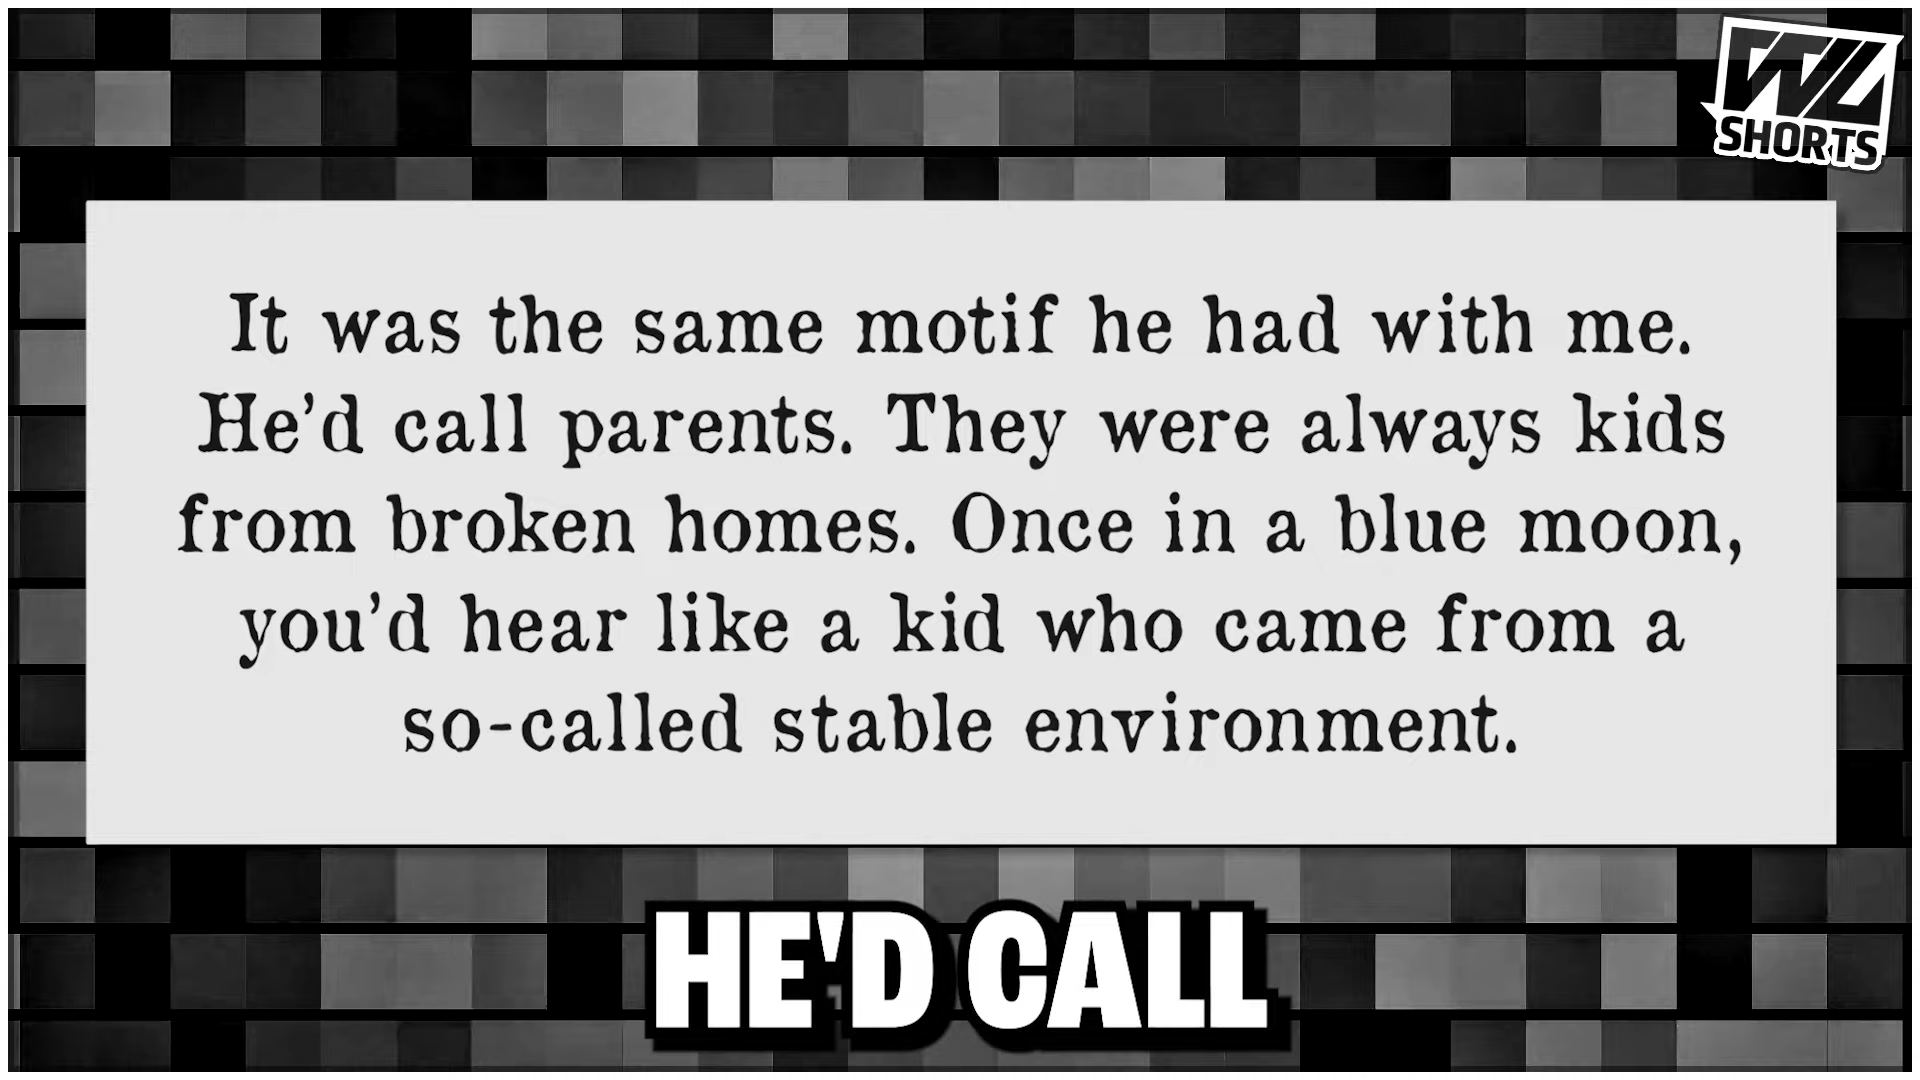 WL
SHORTS
It was the same motif he had with me.
He’d call parents. They were always kids
from broken homes. Once in a blue moon,
you’d hear like a kid who came from a
so-called stable environment.
HE'D CALL